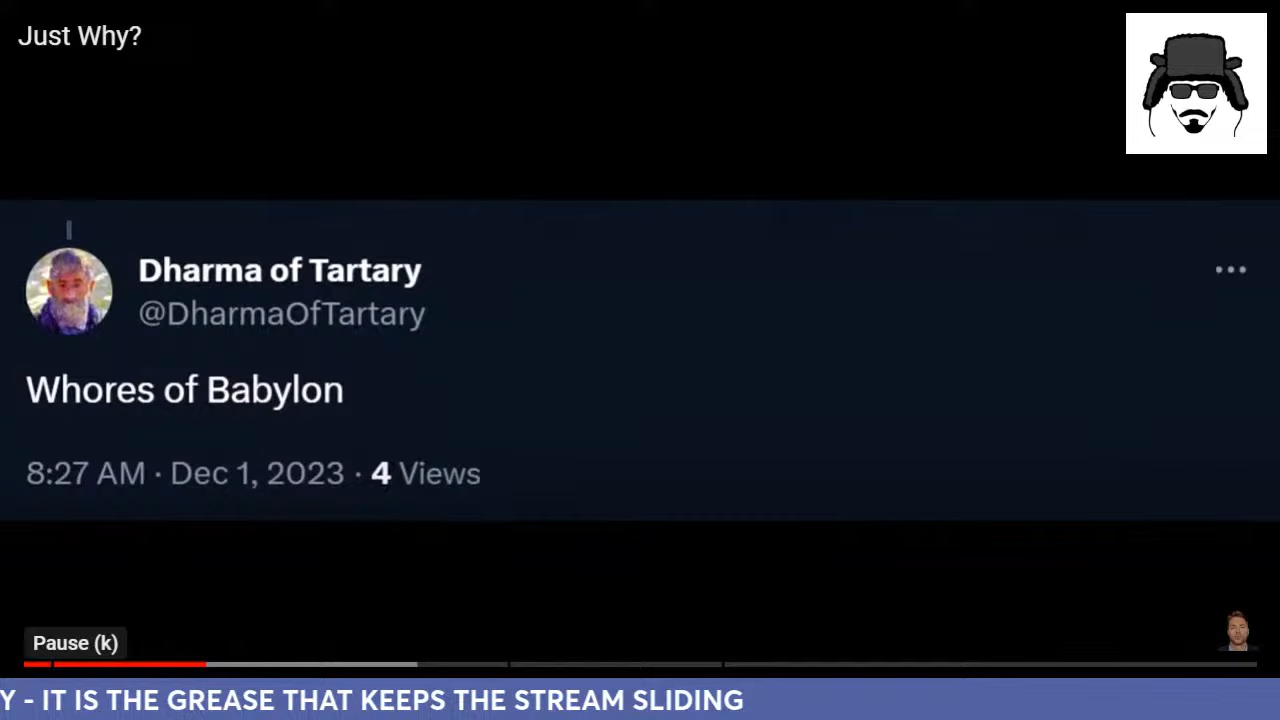 Just Why?
Dharma of Tartary
@DharmaOfTartary
Whores of Babylon
8:27 AM · Dec 1, 2023 · 4 Views
Pause (k)
Y - IT IS THE GREASE THAT KEEPS THE STREAM SLIDING